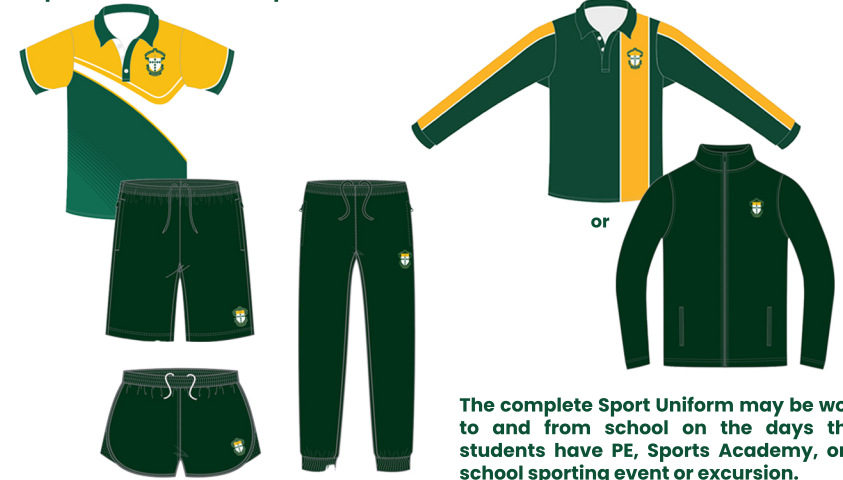 or
The complete Sport Uniform may be wo
to and from school on the days th
students have PE, Sports Academy, or
school sporting event or excursion.